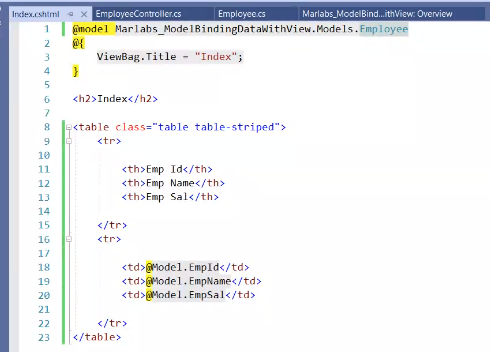 Index.cshtml EmployeeController.cs Employee.cs Marlabs_ModelBind...ithView: Overview
1 @model Marlabs_ModelBindingDataWithView.Models.Employee
2 @{
3 ViewBag.Title = "Index";
4 }
5
6 <h2>Index</h2>
7
8 <table class="table table-striped">
9 <tr>
10
11 <th>Emp Id</th>
12 <th>Emp Name</th>
13 <th>Emp Sal</th>
14
15 </tr>
16 <tr>
17
18 <td>@Model.EmpId</td>
19 <td>@Model.EmpName</td>
20 <td>@Model.EmpSal</td>
21
22 </tr>
23 </table>